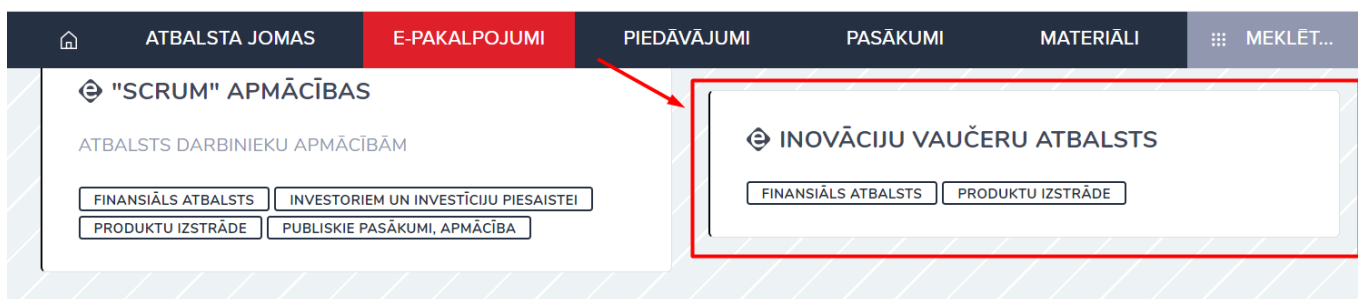 ATBALSTA JOMAS E-PAKALPOJUMI PIEDĀVĀJUMI PASĀKUMI MATERIĀLI MEKLĒT...
"SCRUM" APMĀCĪBAS
ATBALSTS DARBINIEKU APMĀCĪBĀM
FINANSIĀLS ATBALSTS INVESTORIEM UN INVESTĪCIJU PIESAISTEI
PRODUKTU IZSTRĀDE PUBLISKIE PASĀKUMI, APMĀCĪBA
INOVĀCIJU VAUČERU ATBALSTS
FINANSIĀLS ATBALSTS PRODUKTU IZSTRĀDE